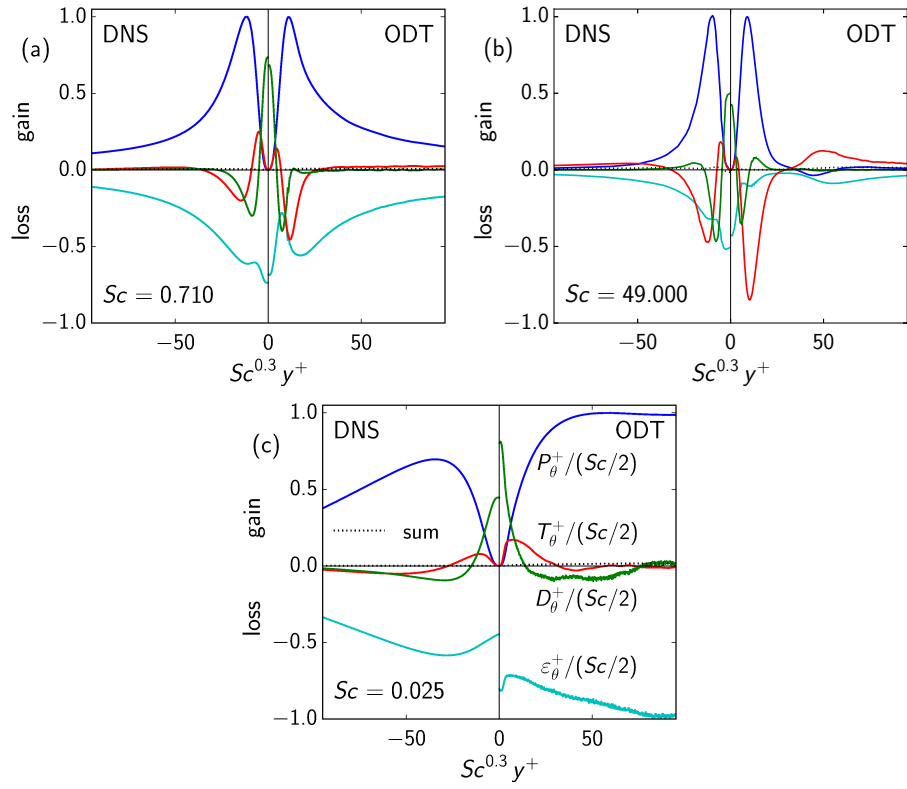 (a)
DNS
ODT
1.0
0.5
0.0
−0.5
−1.0
gain
loss
Sc = 0.710
−50
0
50
Sc^0.3 y^+
(b)
DNS
ODT
1.0
0.5
0.0
−0.5
−1.0
gain
loss
Sc = 49.000
−50
0
50
Sc^0.3 y^+
(c)
DNS
ODT
1.0
0.5
0.0
−0.5
−1.0
gain
loss
sum
P_θ^+/(Sc/2)
T_θ^+/(Sc/2)
D_θ^+/(Sc/2)
ε_θ^+/(Sc/2)
Sc = 0.025
−50
0
50
Sc^0.3 y^+